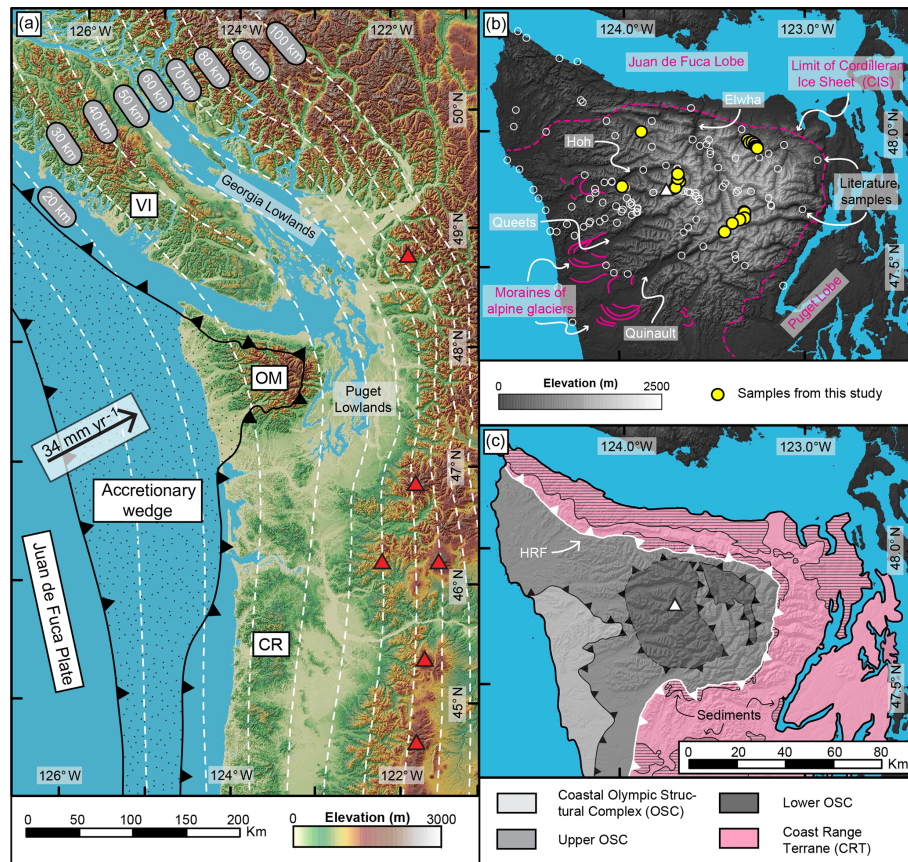 (a)
126° W
124° W
122° W
20 km
30 km
40 km
50 km
60 km
70 km
80 km
90 km
100 km
50° N
49° N
48° N
47° N
46° N
45° N
VI
Georgia Lowlands
OM
Puget
Lowlands
34 mm yr⁻¹
Accretionary
wedge
Juan de Fuca Plate
CR
126° W
124° W
122° W
0 50 100 150 200
Km
Elevation (m)
0 3000
(b)
124.0° W
123.0° W
Juan de Fuca Lobe
Limit of Cordilleran
Ice Sheet (CIS)
Elwha
48.0° N
Hoh
Literature
samples
Queets
47.5° N
Moraines of
alpine glaciers
Quinault
Puget Lobe
Elevation (m)
0 2500
Samples from this study
(c)
124.0° W
123.0° W
HRF
48.0° N
47.5° N
Sediments
0 20 40 60 80
Km
Coastal Olympic Struc-
tural Complex (OSC)
Upper OSC
Lower OSC
Coast Range
Terrane (CRT)